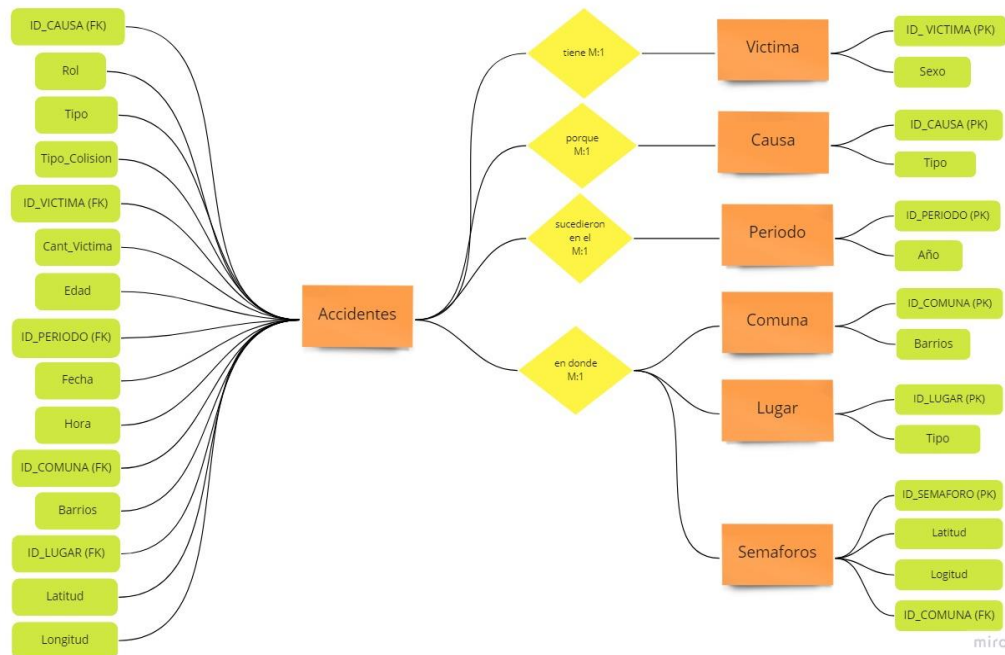 ID_CAUSA (FK)
Rol
Tipo
Tipo_Colision
ID_VICTIMA (FK)
Cant_Victima
Edad
ID_PERIODO (FK)
Fecha
Hora
ID_COMUNA (FK)
Barrios
ID_LUGAR (FK)
Latitud
Longitud
Accidentes
tiene M:1
porque
M:1
sucedieron
en el
M:1
en donde
M:1
Victima
ID_ VICTIMA (PK)
Sexo
Causa
ID_CAUSA (PK)
Tipo
Periodo
ID_PERIODO (PK)
Año
Comuna
ID_COMUNA (PK)
Barrios
Lugar
ID_LUGAR (PK)
Tipo
Semaforos
ID_SEMAFORO (PK)
Latitud
Logitud
ID_COMUNA (FK)